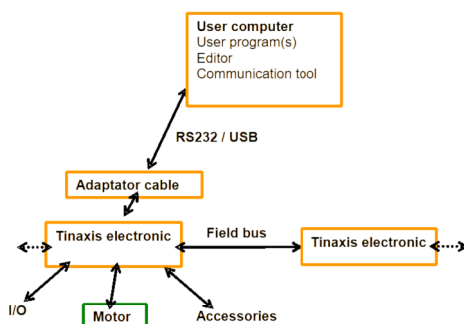 User computer
User program(s)
Editor
Communication tool
RS232 / USB
Adaptator cable
Tinaxis electronic
Field bus
Tinaxis electronic
I/O
Motor
Accessories